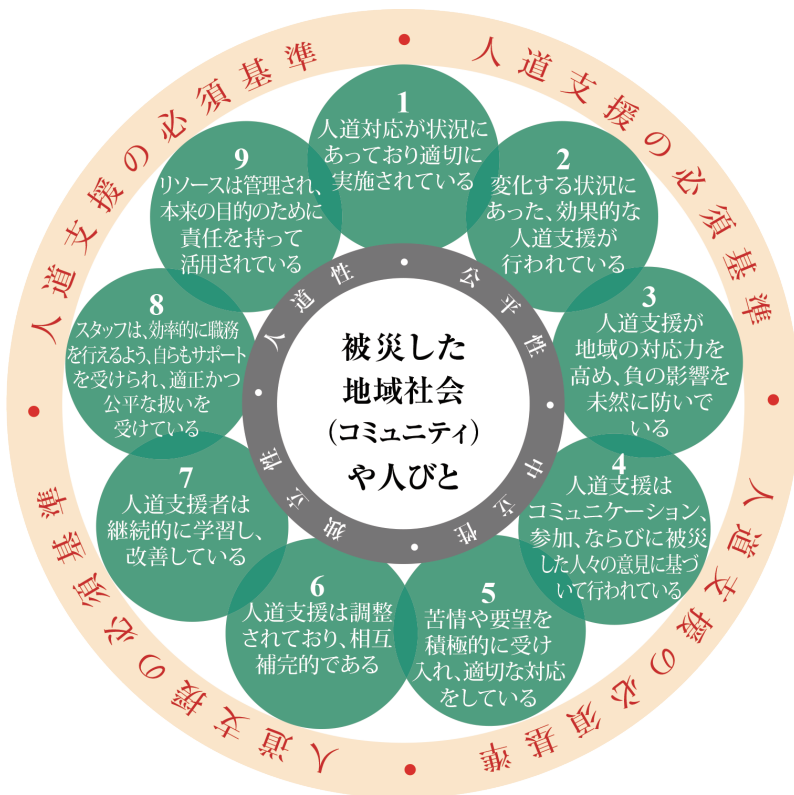 人道支援の必須基準
人道支援の必須基準
人道支援の必須基準
人道支援の必須基準
人道支援の必須基準
1
人道対応が状況に
あっており適切に
実施されている
2
変化する状況に
あった、効果的な
人道支援が
行われている
3
人道支援が
地域の対応力を
高め、負の影響を
未然に防いで
いる
4
人道支援は
コミュニケーション、
参加、ならびに被災
した人々の意見に基づ
いて行われている
5
苦情や要望を
積極的に受け
入れ、適切な対応
をしている
6
人道支援は調整
されており、相互
補完的である
7
人道支援者は
継続的に学習し、
改善している
8
スタッフは、効率的に職務
を行えるよう、自らもサポート
を受けられ、適正かつ
公平な扱いを
受けている
9
リソースは管理され、
本来の目的のために
責任を持って
活用されている
人道性
公平性
中立性
独立性
被災した
地域社会
(コミュニティ)
や人びと